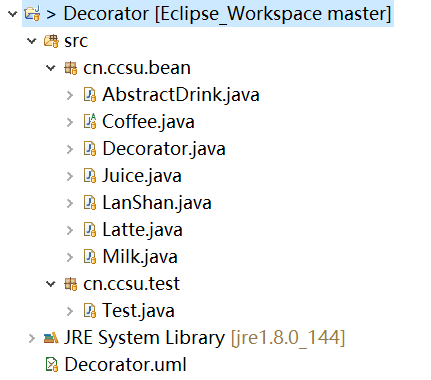 > Decorator [Eclipse_Workspace master]
src
cn.ccsu.bean
AbstractDrink.java
Coffee.java
Decorator.java
Juice.java
LanShan.java
Latte.java
Milk.java
cn.ccsu.test
Test.java
JRE System Library [jre1.8.0_144]
Decorator.uml